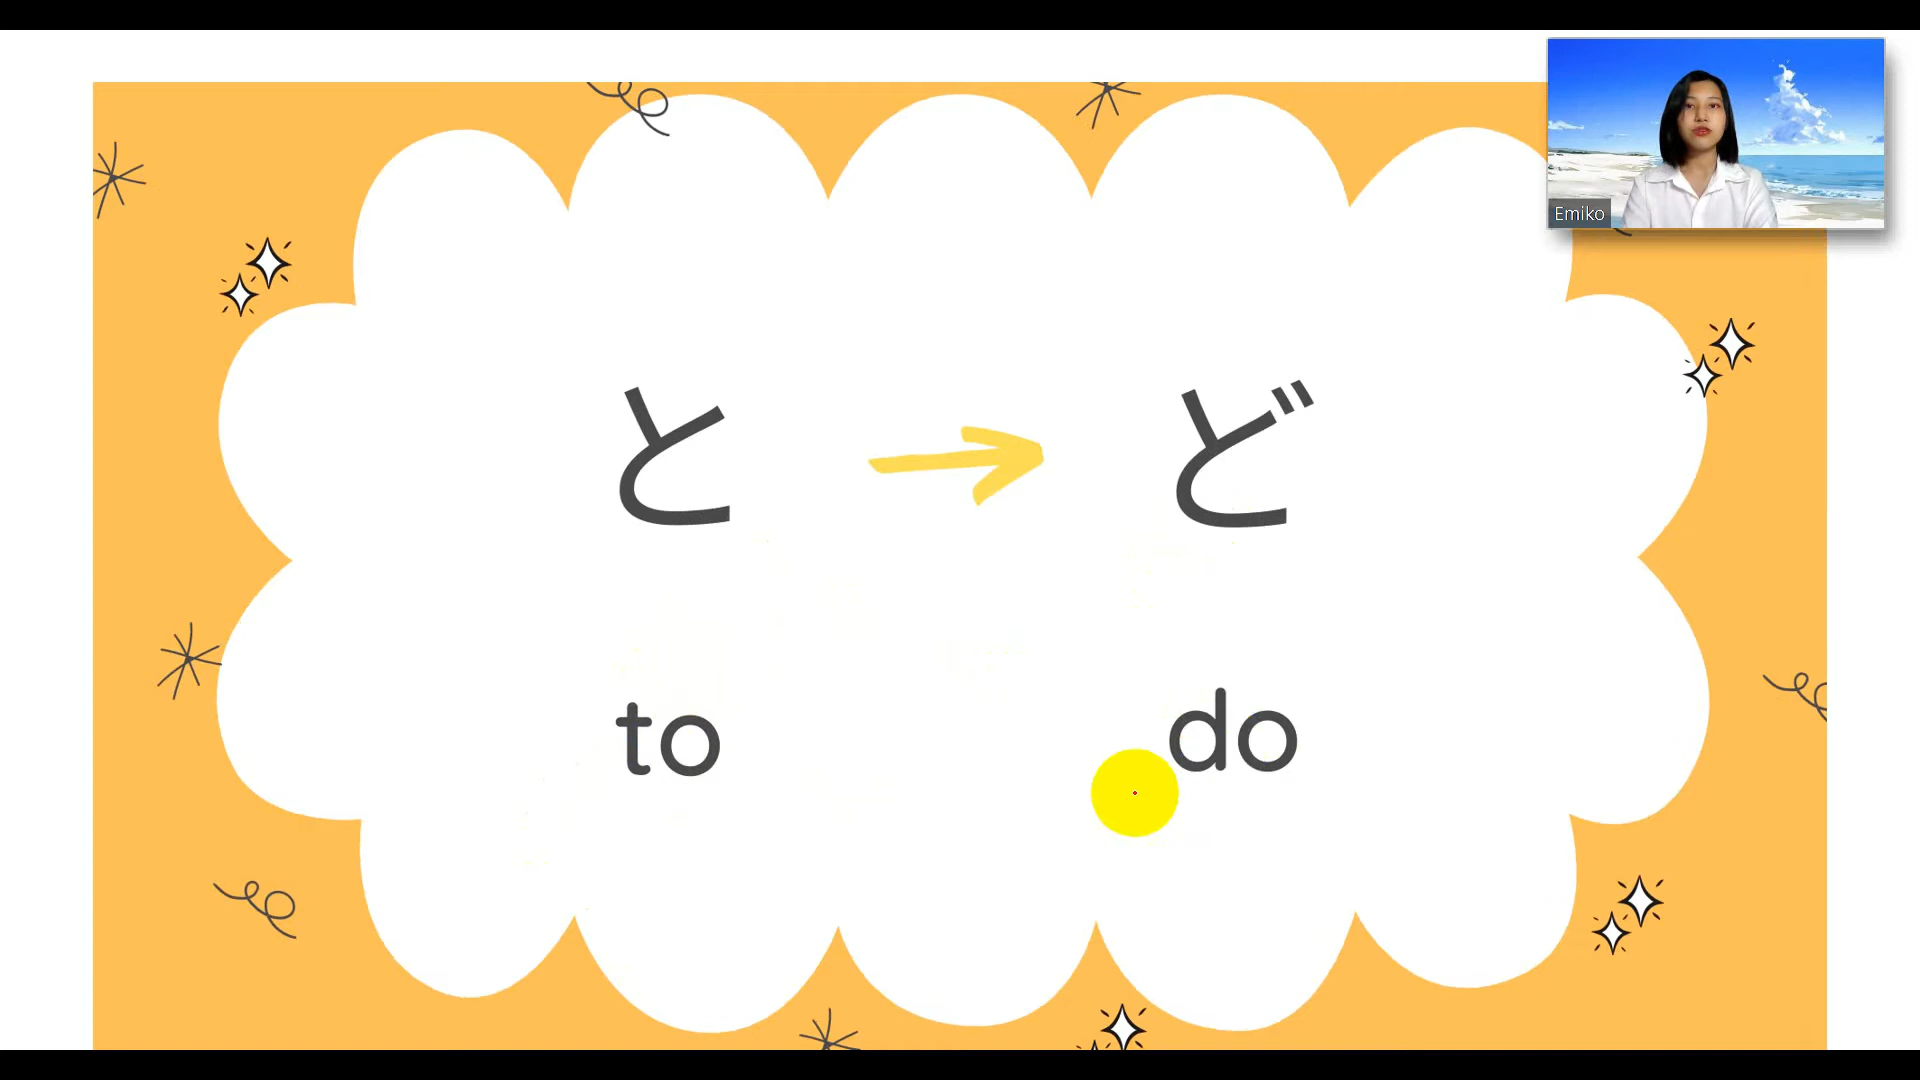 Emiko
と ど
to do